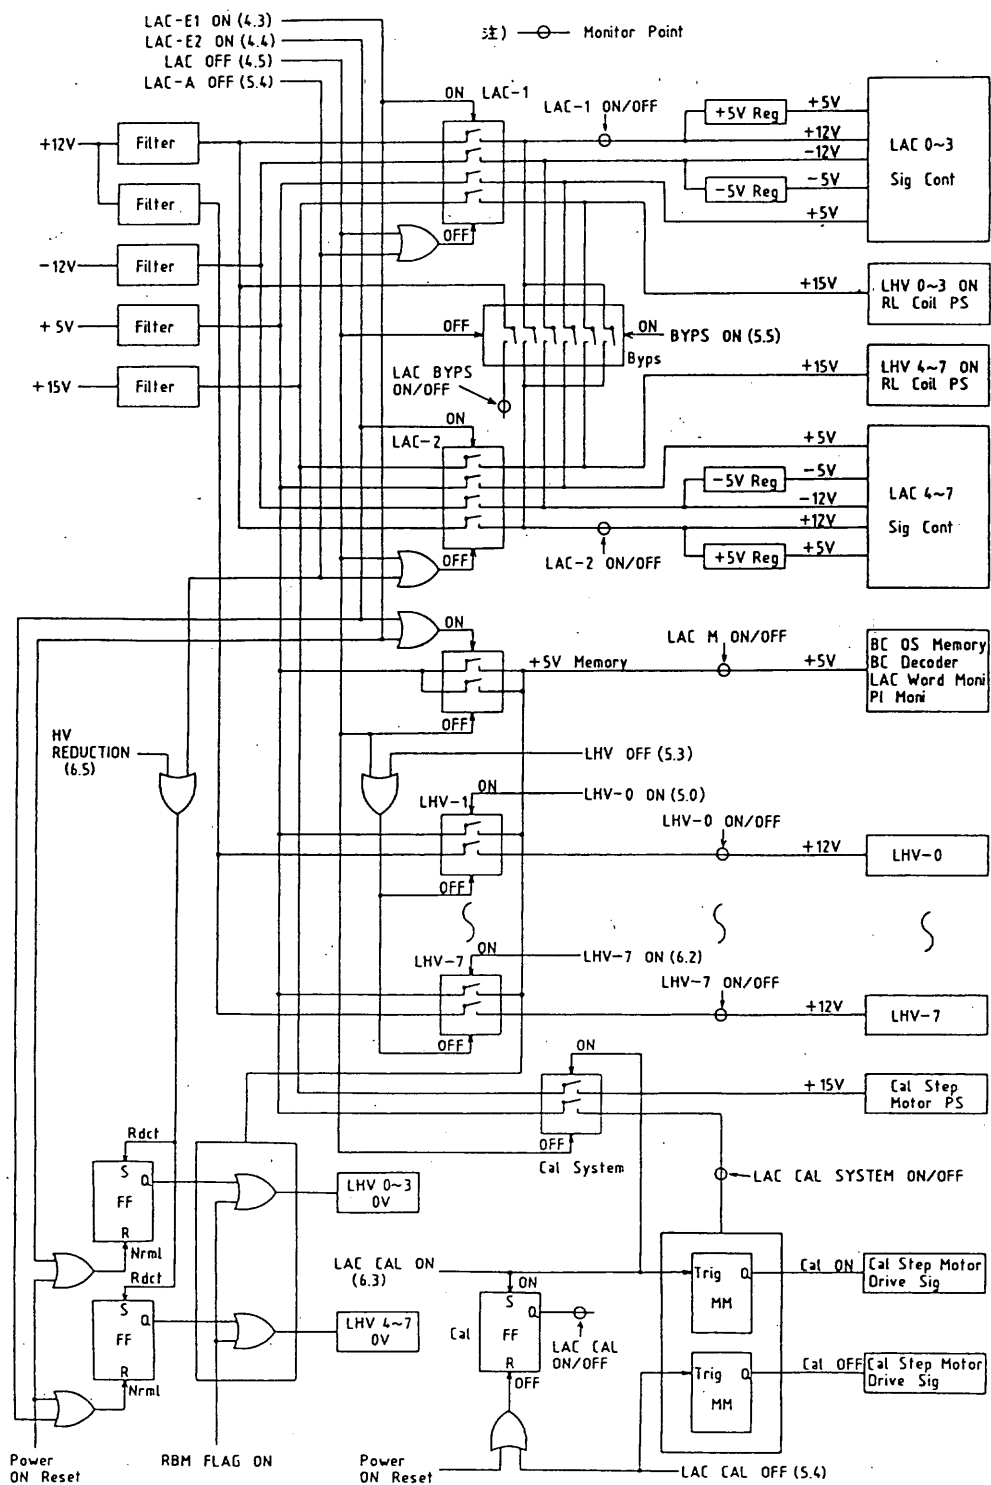 LAC-E1 ON (4.3)
LAC-E2 ON (4.4)
LAC OFF (4.5)
LAC-A OFF (5.4)
注) Monitor Point
ON LAC-1
LAC-1 ON/OFF
+5V Reg +5V
+12V
-12V
-5V Reg -5V
+5V
LAC 0~3
Sig Cont
+12V Filter
Filter
-12V Filter
+5V Filter
+15V Filter
OFF
+15V
LHV 0~3 ON
RL Coil PS
OFF
ON
BYPS ON (5.5)
Byps
LAC BYPS
ON/OFF
+15V
LHV 4~7 ON
RL Coil PS
ON
LAC-2
+5V
-5V Reg -5V
-12V
+12V
+5V Reg +5V
LAC 4~7
Sig Cont
OFF
LAC-2 ON/OFF
ON
+5V Memory
LAC M ON/OFF
+5V
BC OS Memory
BC Decoder
LAC Word Moni
PI Moni
OFF
HV
REDUCTION
(6.5)
LHV OFF (5.3)
ON
LHV-1
LHV-0 ON (5.0)
LHV-0 ON/OFF
+12V
LHV-0
OFF
ON
LHV-7
LHV-7 ON (6.2)
LHV-7 ON/OFF
+12V
LHV-7
OFF
ON
+15V
Cal Step
Motor PS
OFF
Cal System
LAC CAL SYSTEM ON/OFF
Rdct
S
Q
FF
R
Nrml
LHV 0~3
0V
Rdct
S
Q
FF
R
Nrml
LHV 4~7
0V
LAC CAL ON
(6.3)
ON
S
Q
Cal
FF
R
OFF
LAC CAL
ON/OFF
Trig Q
MM
Cal ON
Cal Step Motor
Drive Sig
Trig Q
MM
Cal OFF
Cal Step Motor
Drive Sig
Power
ON Reset
RBM FLAG ON
Power
ON Reset
LAC CAL OFF (5.4)